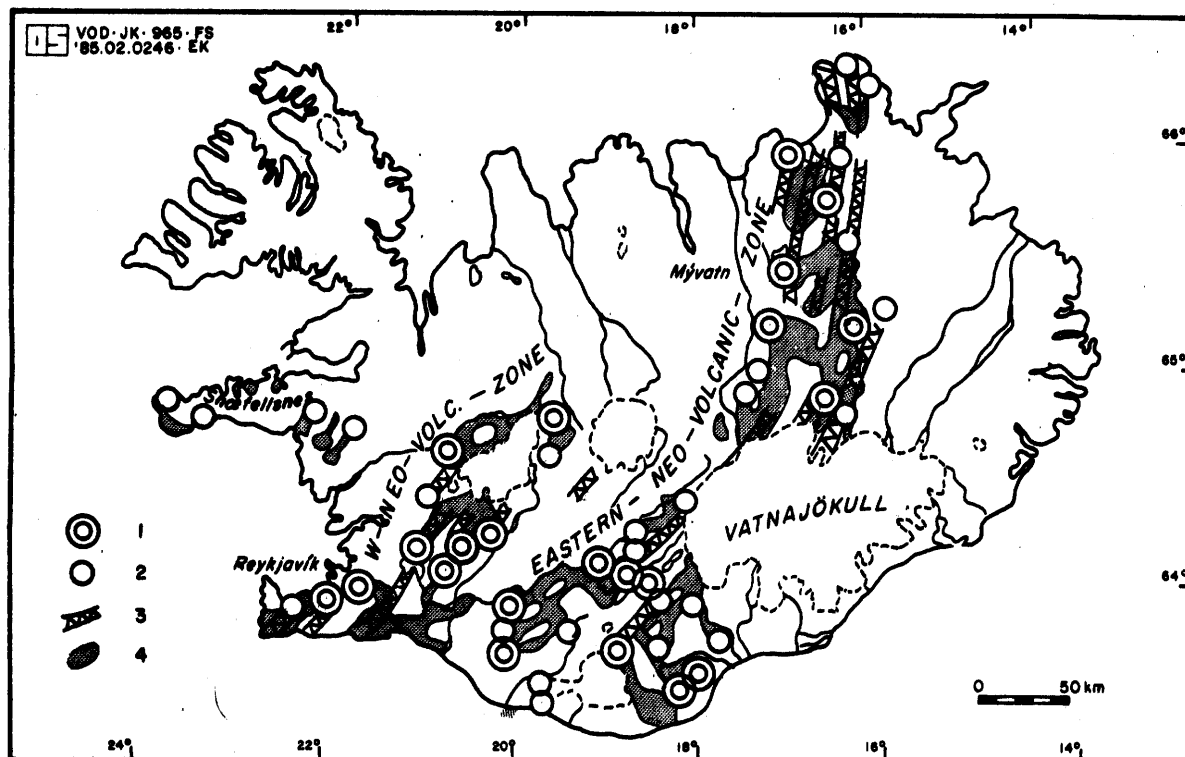 OS VOD·JK·965·FS
'85.02.0246·EK
22° 20° 18° 16° 14°
66°
ZONE
Mývatn
EASTERN - NEO - VOLCANIC -
65°
Snæfellsnes
W-NEO-VOLC.-ZONE
VATNAJÖKULL
1
2
3
4
Reykjavík
64°
0 50 km
24° 22° 20° 18° 16° 14°